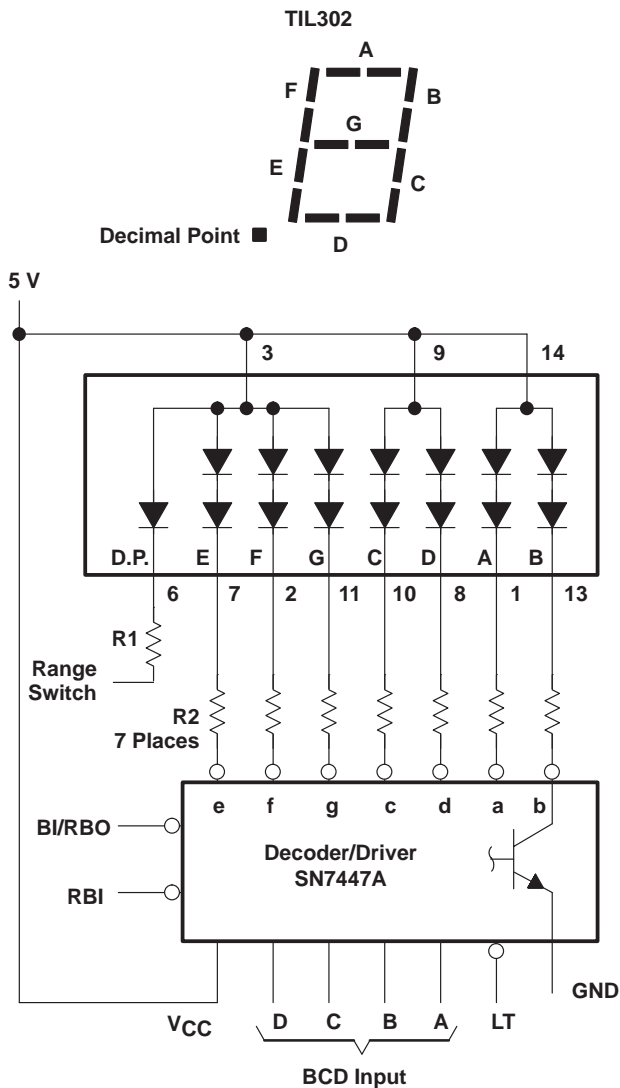 TIL302
A
F
B
G
E
C
Decimal Point
D
5 V
3 9 14
D.P. E F G C D A B
6 7 2 11 10 8 1 13
R1
Range
Switch
R2
7 Places
e f g c d a b
BI/RBO
Decoder/Driver
SN7447A
RBI
GND
VCC D C B A LT
BCD Input